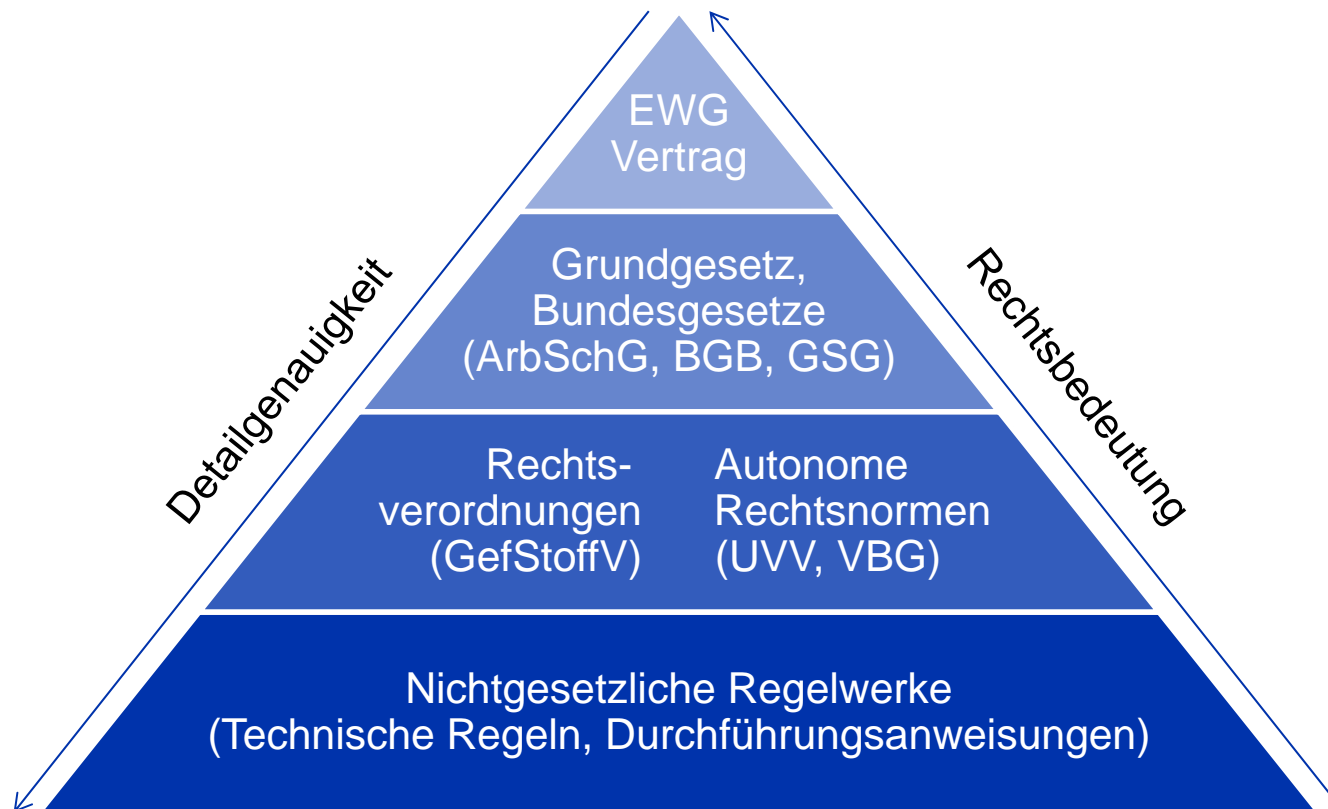 EWG
Vertrag
Grundgesetz,
Bundesgesetze
(ArbSchG, BGB, GSG)
Detailgenauigkeit
Rechtsbedeutung
Rechts-
verordnungen
(GefStoffV)
Autonome
Rechtsnormen
(UVV, VBG)
Nichtgesetzliche Regelwerke
(Technische Regeln, Durchführungsanweisungen)